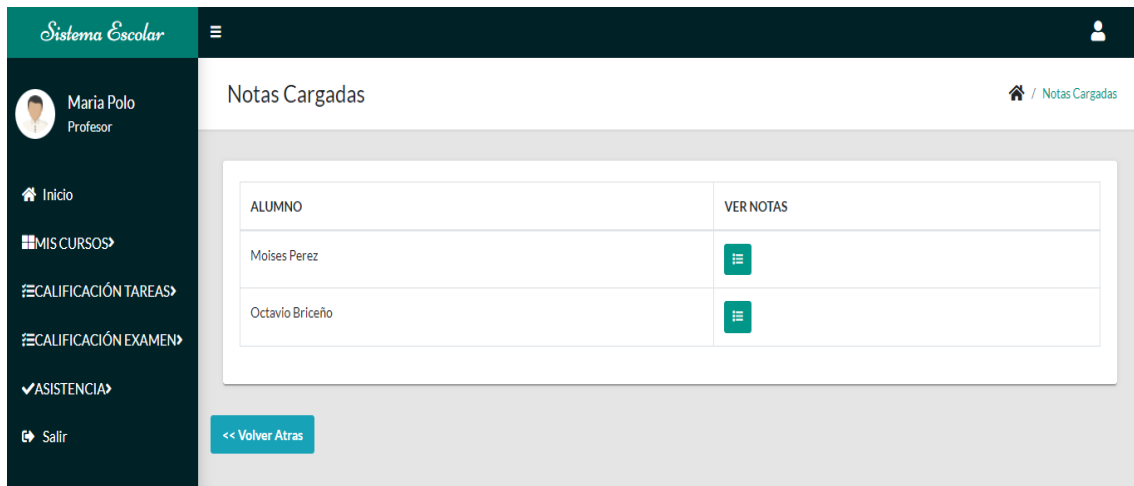 Sistema Escolar
Maria Polo
Profesor
Inicio
MIS CURSOS
CALIFICACIÓN TAREAS
CALIFICACIÓN EXAMEN
ASISTENCIA
Salir
Notas Cargadas
/ Notas Cargadas
ALUMNO VER NOTAS
Moises Perez
Octavio Briceño
<< Volver Atras